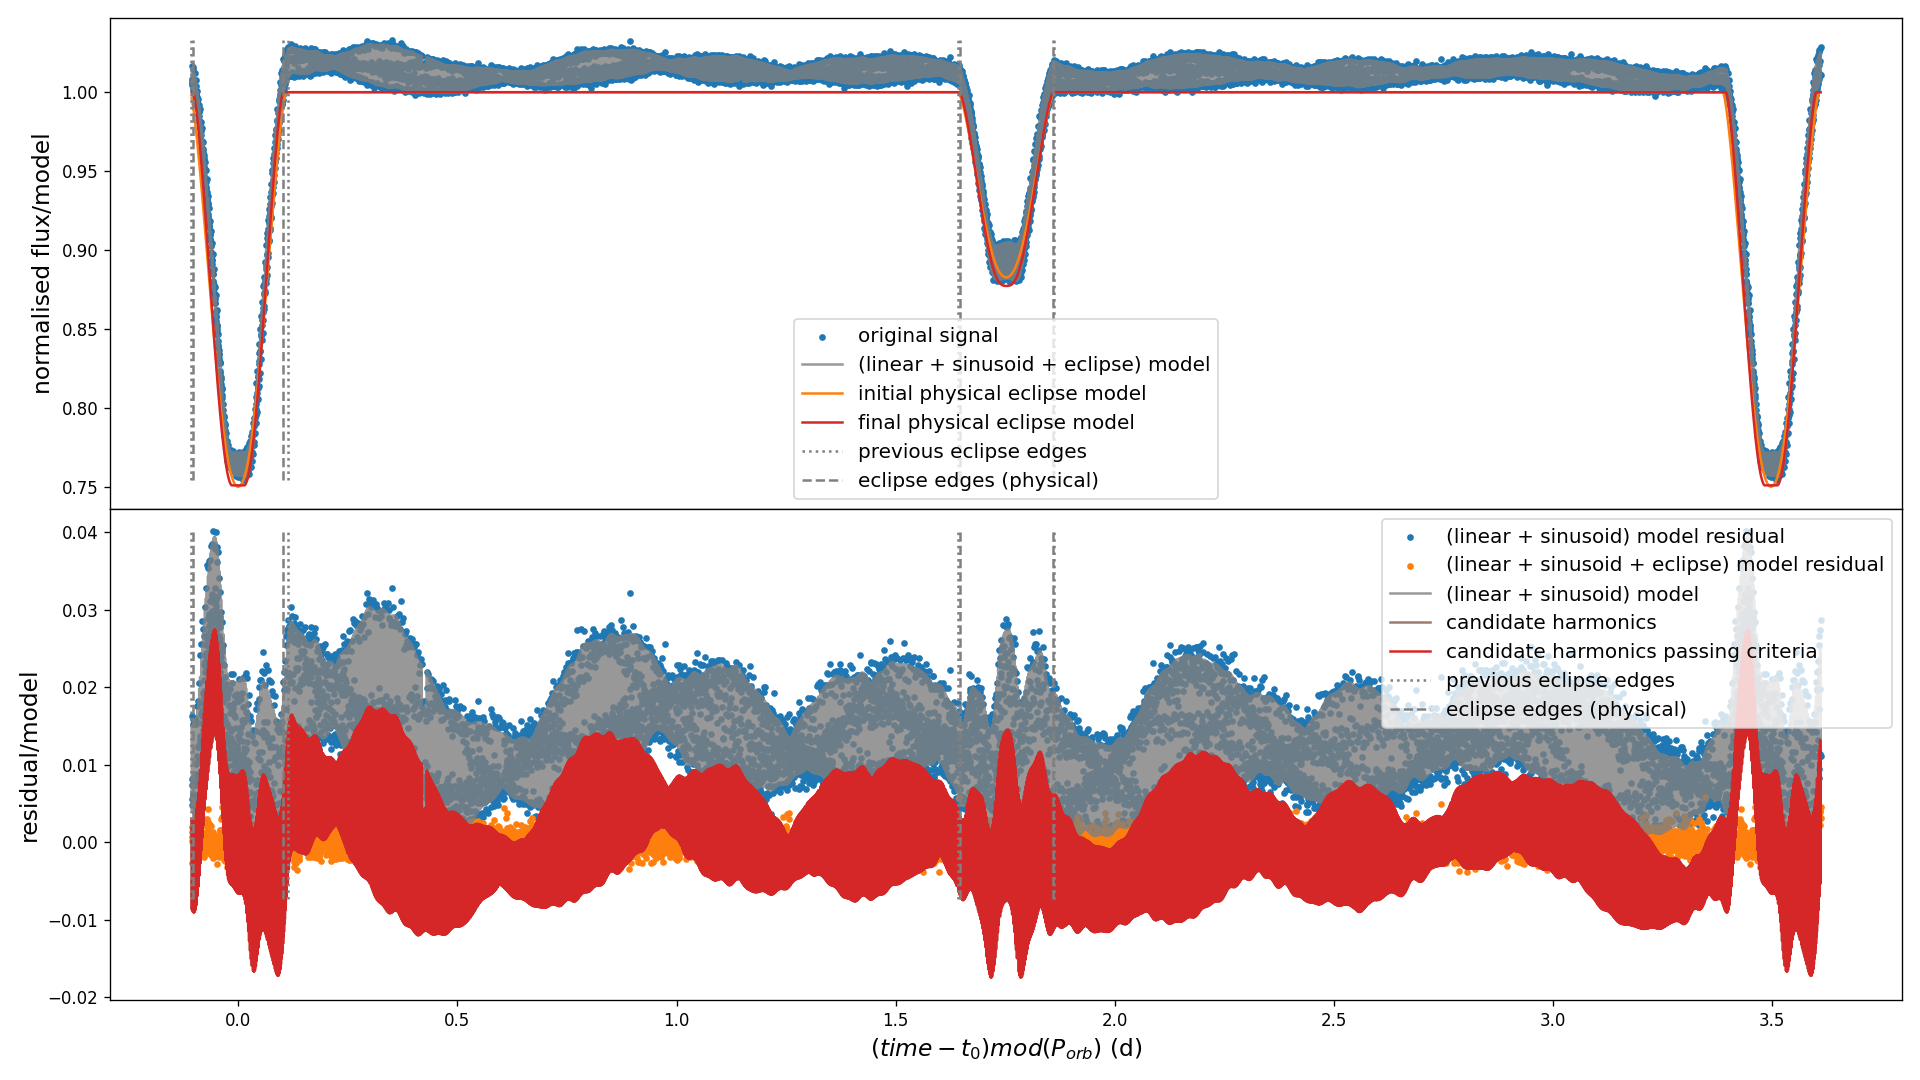 normalised flux/model
1.00
0.95
0.90
0.85
0.80
0.75
original signal
(linear + sinusoid + eclipse) model
initial physical eclipse model
final physical eclipse model
previous eclipse edges
eclipse edges (physical)
residual/model
0.04
0.03
0.02
0.01
0.00
−0.01
−0.02
(linear + sinusoid) model residual
(linear + sinusoid + eclipse) model residual
(linear + sinusoid) model
candidate harmonics
candidate harmonics passing criteria
previous eclipse edges
eclipse edges (physical)
0.0 0.5 1.0 1.5 2.0 2.5 3.0 3.5
(time − t₀)mod(Pₒᵣᵦ) (d)